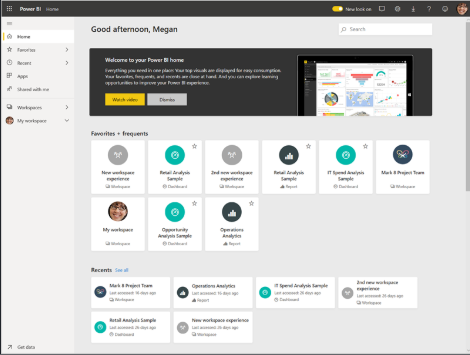 Power BI Home
New look on
Home
Favorites
Recent
Apps
Shared with me
Workspaces
My workspace
Get data
Good afternoon, Megan
Search
Welcome to your Power BI home
Everything you need in one place: Your top visuals are displayed for easy consumption.
Your favorites, frequents, and recents are door at hand. And you can explore learning
opportunities to improve your Power BI experience.
Watch video
Dismiss
Favorites + frequents
New workspace
experience
Workspace
Retail Analysis
Sample
Dashboard
2nd new workspace
experience
Workspace
Retail Analysis
Sample
Report
IT Spend Analysis
Sample
Dashboard
Mark 8 Project Team
Workspace
My workspace
Workspace
Opportunity
Analysis Sample
Dashboard
Operations
Analytics
Report
Recents See all
Mark 8 Project Team
Last accessed: 16 days ago
Workspace
Operations Analytics
Last accessed: 16 days ago
Report
IT Spend Analysis Sample
Last accessed: 26 days ago
Dashboard
2nd new workspace
experience
Last accessed: 26 days ago
Workspace
Retail Analysis Sample
Last accessed: 26 days ago
Dashboard
New workspace experience
Last accessed: 26 days ago
Workspace